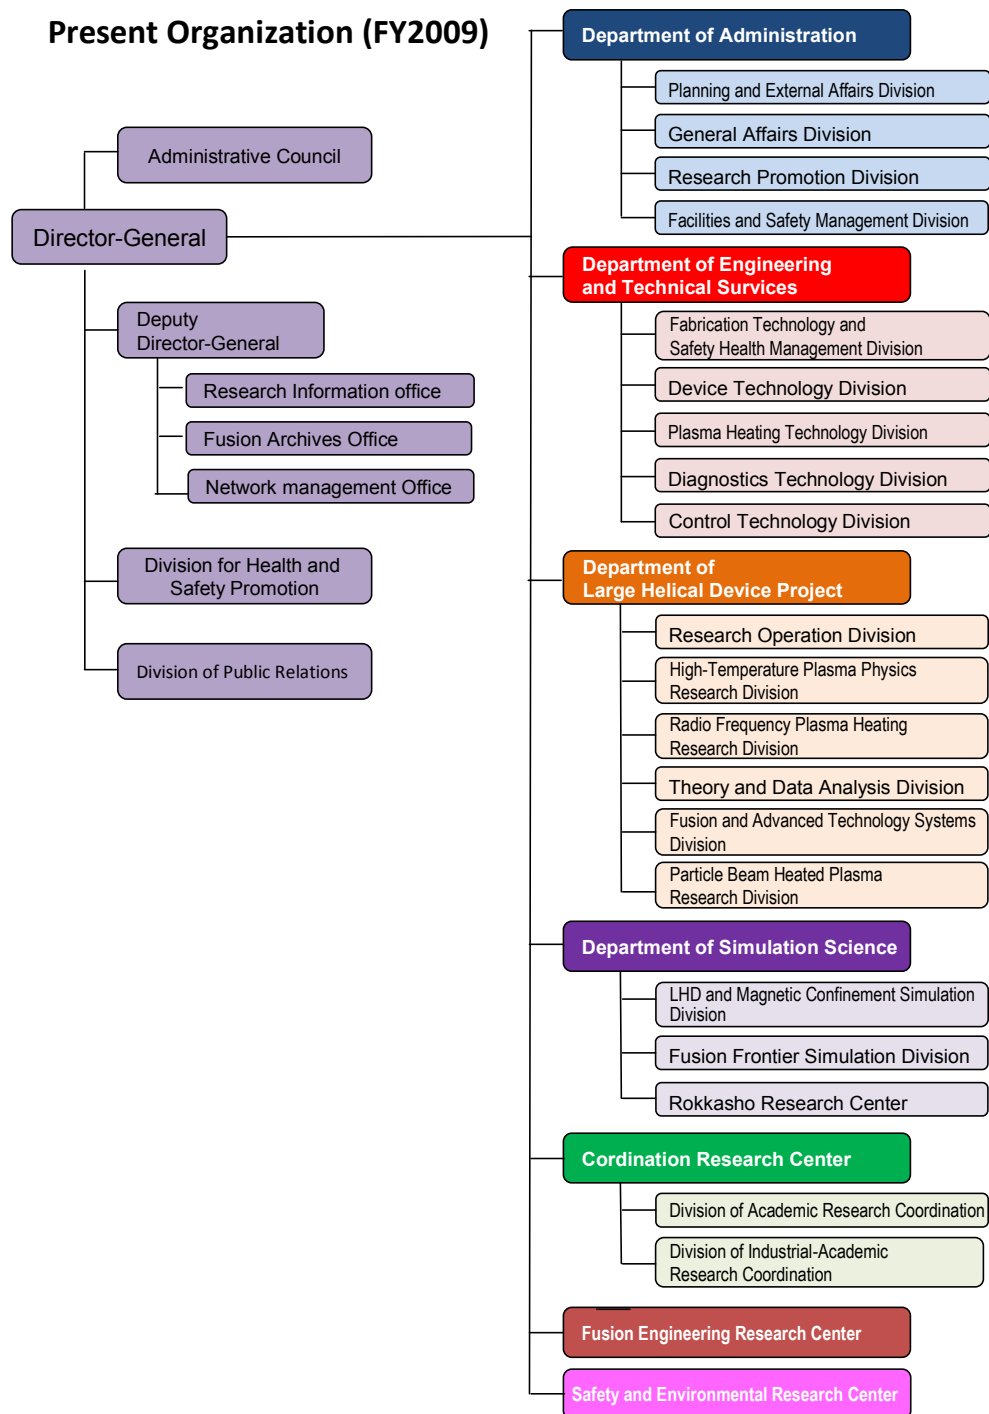 Present Organization (FY2009)
Administrative Council
Director-General
Deputy
Director-General
Research Information office
Fusion Archives Office
Network management Office
Division for Health and
Safety Promotion
Division of Public Relations
Department of Administration
Planning and External Affairs Division
General Affairs Division
Research Promotion Division
Facilities and Safety Management Division
Department of Engineering
and Technical Survices
Fabrication Technology and
Safety Health Management Division
Device Technology Division
Plasma Heating Technology Division
Diagnostics Technology Division
Control Technology Division
Department of
Large Helical Device Project
Research Operation Division
High-Temperature Plasma Physics
Research Division
Radio Frequency Plasma Heating
Research Division
Theory and Data Analysis Division
Fusion and Advanced Technology Systems
Division
Particle Beam Heated Plasma
Research Division
Department of Simulation Science
LHD and Magnetic Confinement Simulation
Division
Fusion Frontier Simulation Division
Rokkasho Research Center
Cordination Research Center
Division of Academic Research Coordination
Division of Industrial-Academic
Research Coordination
Fusion Engineering Research Center
Safety and Environmental Research Center